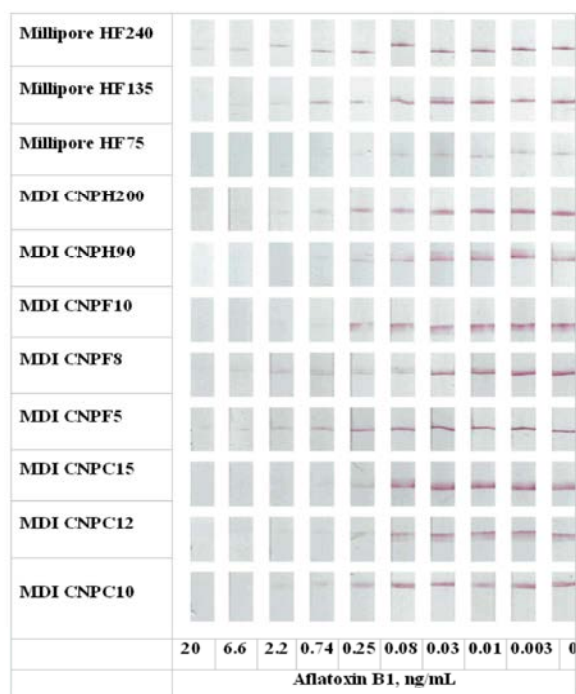 Millipore HF240
Millipore HF135
Millipore HF75
MDI CNPH200
MDI CNPH90
MDI CNPF10
MDI CNPF8
MDI CNPF5
MDI CNPC15
MDI CNPC12
MDI CNPC10
20 6.6 2.2 0.74 0.25 0.08 0.03 0.01 0.003 0
Aflatoxin B1, ng/mL